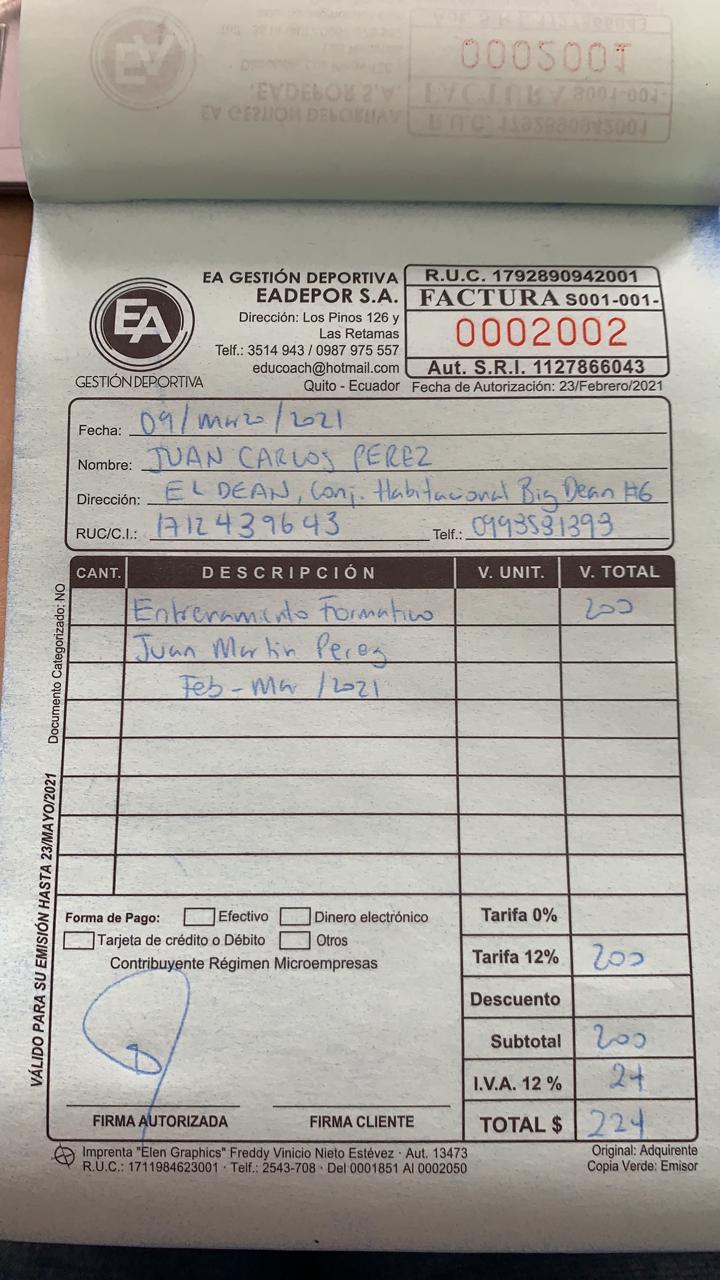 Aut. S.R.I. 1127866043
0002001
FACTURA S001-001-
R.U.C. 1792890942001
EADEPOR S.A.
EA GESTIÓN DEPORTIVA
EA
GESTIÓN DEPORTIVA
EA GESTIÓN DEPORTIVA
EADEPOR S.A.
Dirección: Los Pinos 126 y
Las Retamas
Telf.: 3514 943 / 0987 975 557
educoach@hotmail.com
Quito - Ecuador
R.U.C. 1792890942001
FACTURA S001-001-
0002002
Aut. S.R.I. 1127866043
Fecha de Autorización: 23/Febrero/2021
Fecha: 09/marzo/2021
Nombre: JUAN CARLOS PEREZ
Dirección: EL DEAN, Conj. Habitacional Big Dean #6
RUC/C.I.: 1712439643 Telf.: 0993531393
CANT. DESCRIPCIÓN V. UNIT. V. TOTAL
Entrenamiento Formativo 200
Juan Martin Perez
Feb - Mar /2021
Documento Categorizado: NO
VÁLIDO PARA SU EMISIÓN HASTA 23/MAYO/2021
Forma de Pago: Efectivo Dinero electrónico
Tarjeta de crédito o Débito Otros
Contribuyente Régimen Microempresas
Tarifa 0%
Tarifa 12% 200
Descuento
Subtotal 200
I.V.A. 12 % 24
TOTAL $ 224
FIRMA AUTORIZADA FIRMA CLIENTE
Imprenta "Elen Graphics" Freddy Vinicio Nieto Estévez · Aut. 13473
R.U.C.: 1711984623001 · Telf.: 2543-708 · Del 0001851 Al 0002050
Original: Adquirente
Copia Verde: Emisor